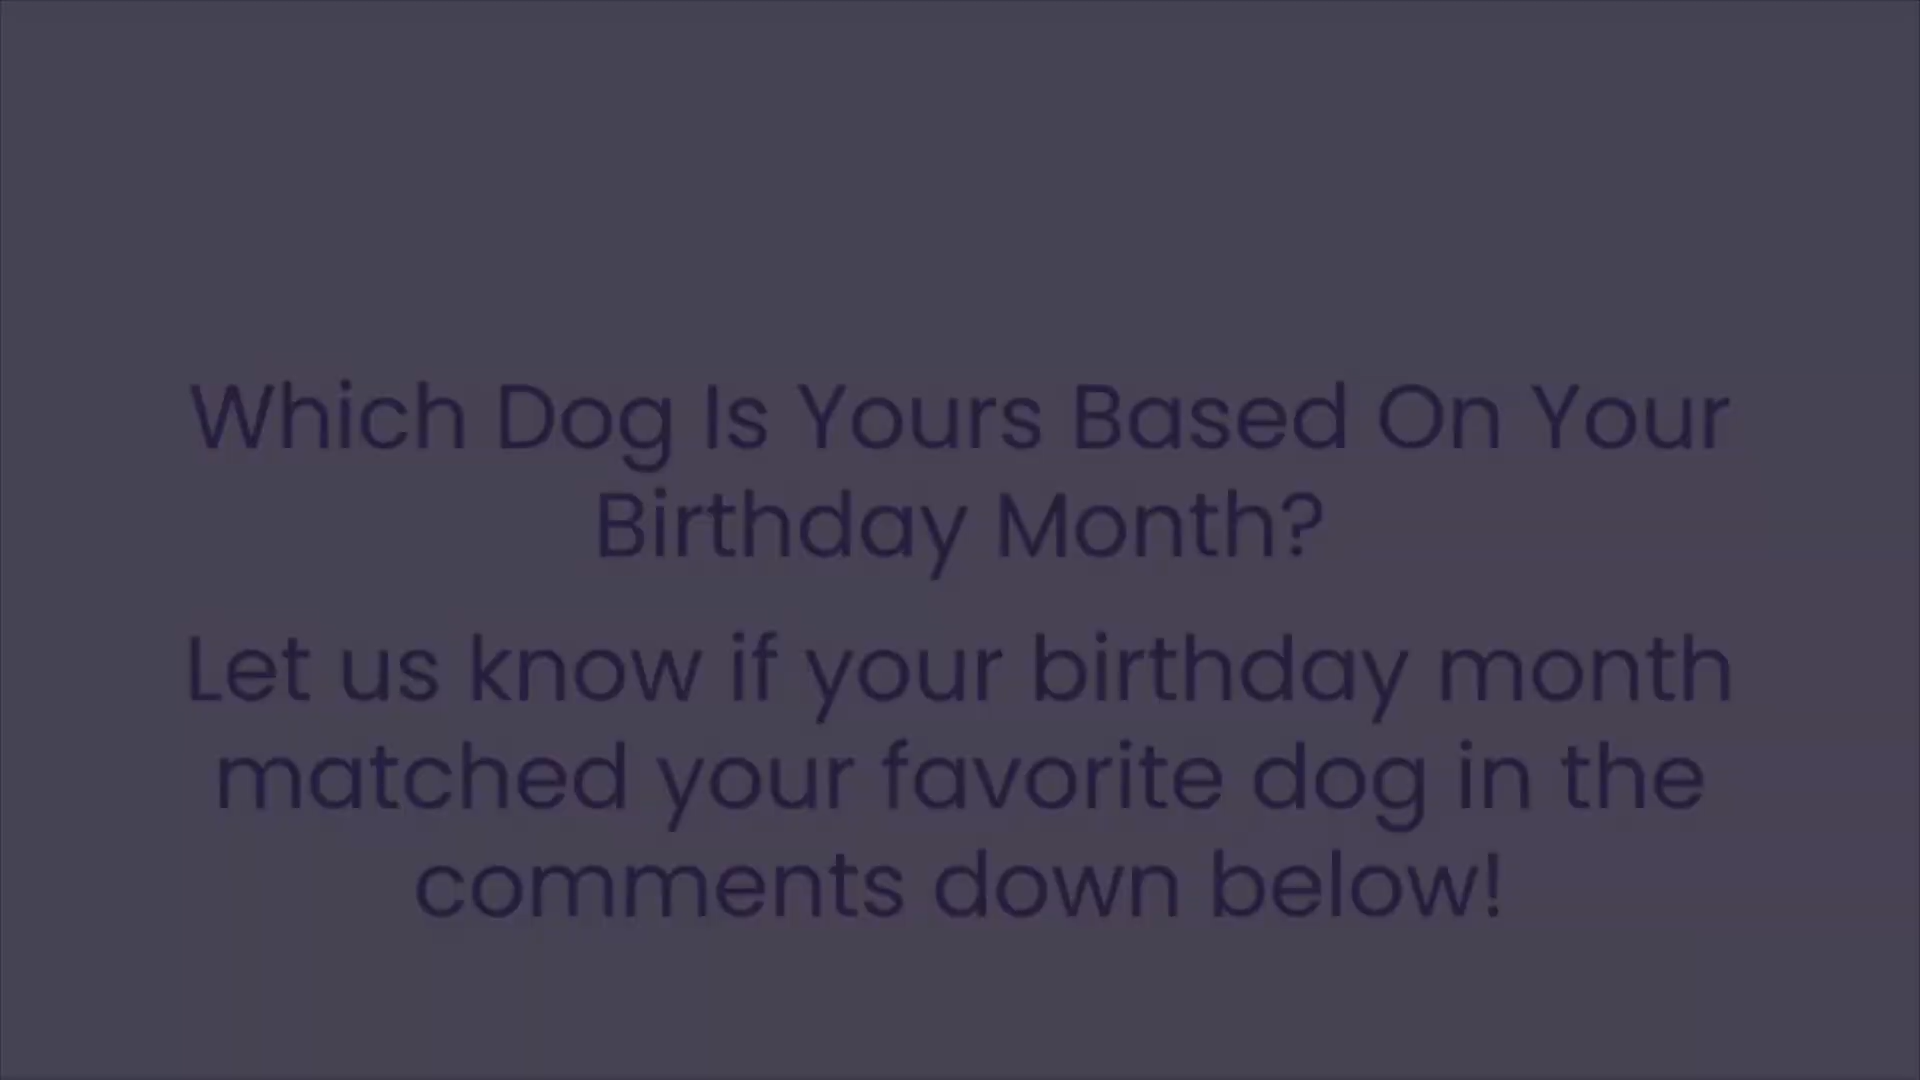 Which Dog Is Yours Based On Your
Birthday Month?
Let us know if your birthday month
matched your favorite dog in the
comments down below!